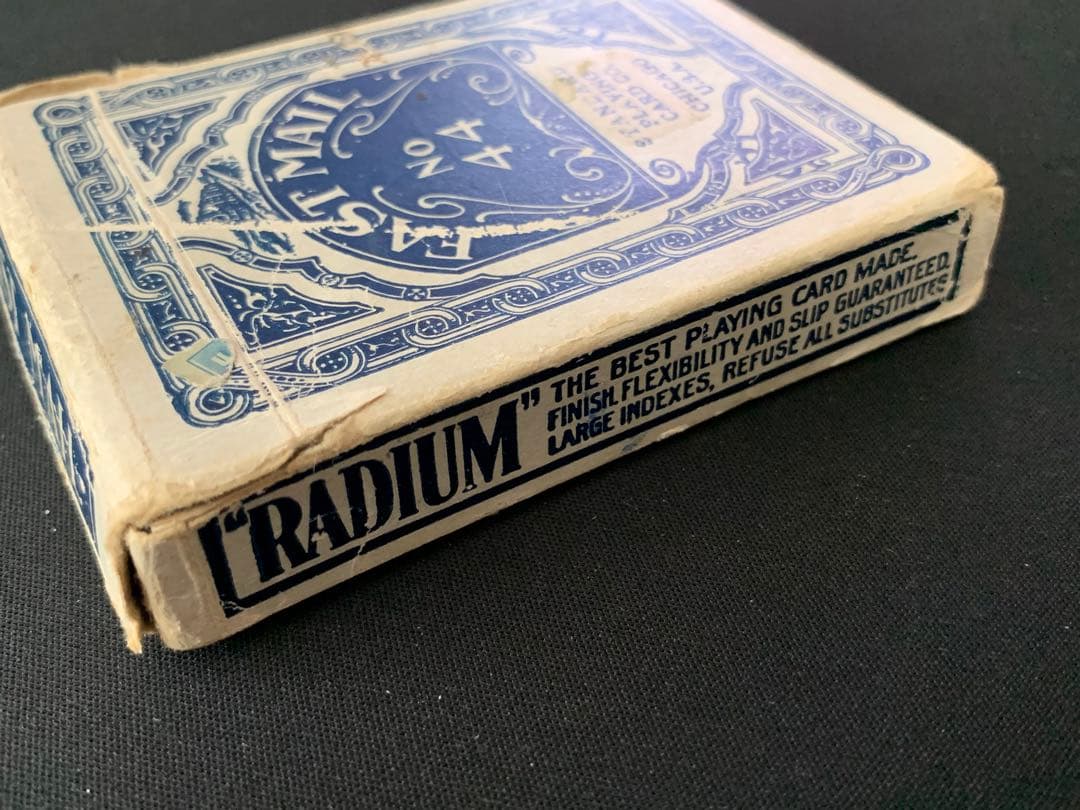 FAST MAIL
NO
44
PLAYING
CARD CO.
CHICAGO
U.S.A.
"RADIUM"
THE BEST PLAYING CARD MADE,
FINISH, FLEXIBILITY AND SLIP GUARANTEED,
LARGE INDEXES, REFUSE ALL SUBSTITUTES